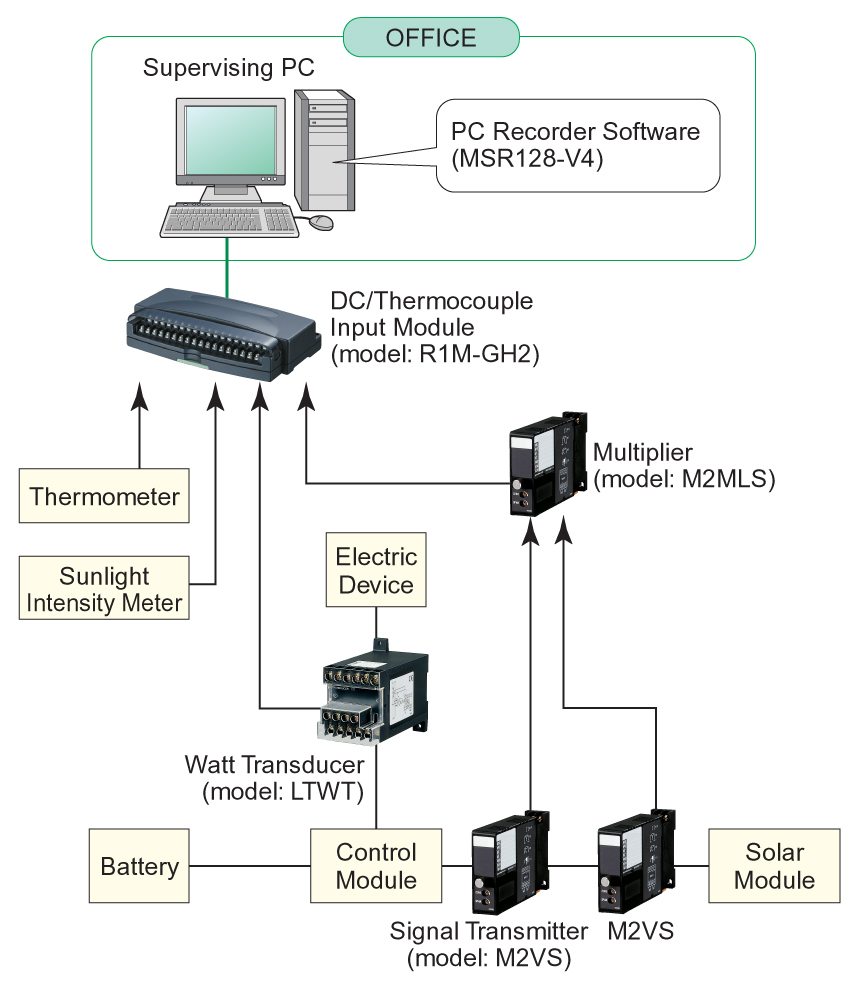 OFFICE
Supervising PC
PC Recorder Software
(MSR128-V4)
DC/Thermocouple
Input Module
(model: R1M-GH2)
Multiplier
(model: M2MLS)
Thermometer
Sunlight
Intensity Meter
Electric
Device
Watt Transducer
(model: LTWT)
Battery
Control
Module
Solar
Module
Signal Transmitter
(model: M2VS)
M2VS